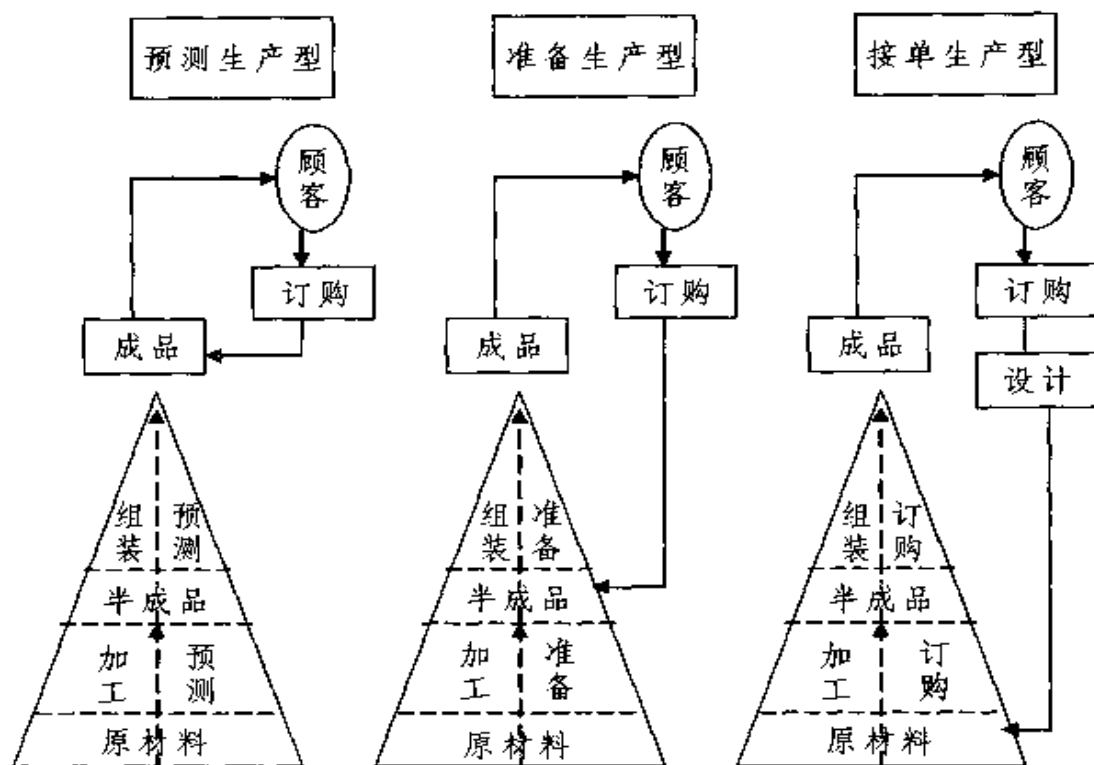 预测生产型
准备生产型
接单生产型
顾客
顾客
顾客
订购
订购
订购
成品
成品
成品
设计
组装
预测
组装
准备
组装
订购
半成品
半成品
半成品
加工
预测
加工
准备
加工
订购
原材料
原材料
原材料